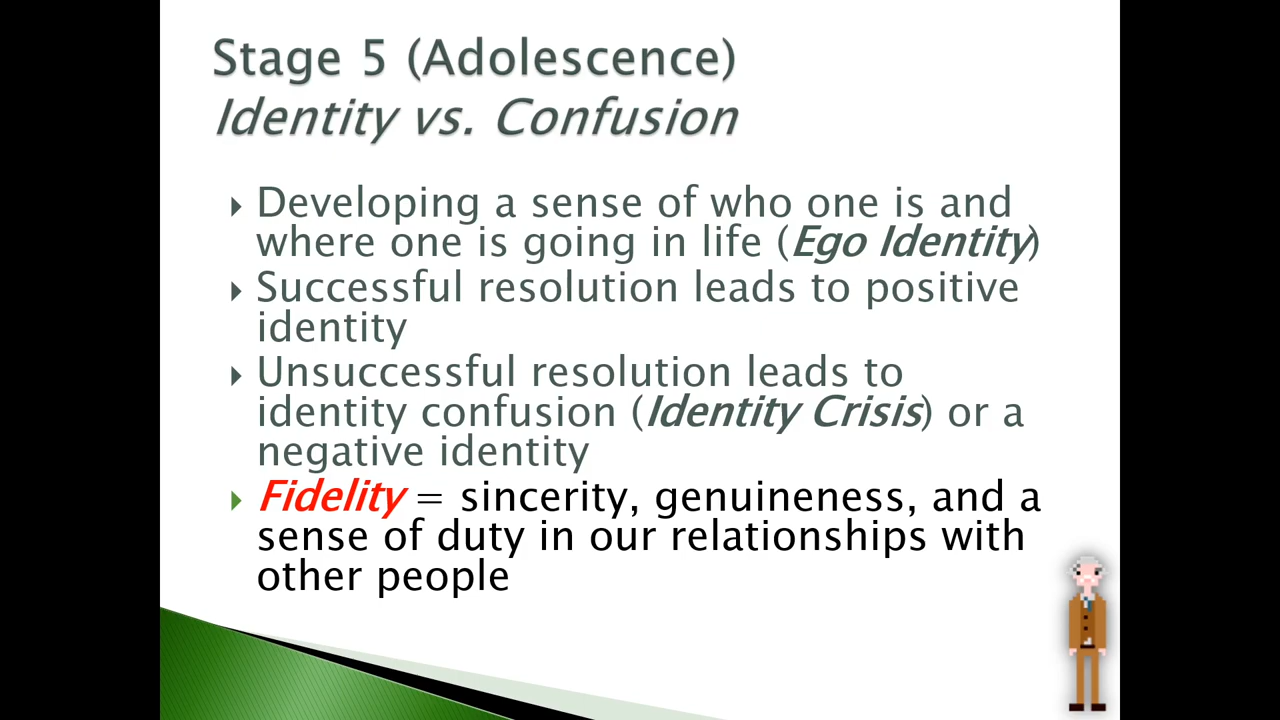 Stage 5 (Adolescence)
Identity vs. Confusion
Developing a sense of who one is and
where one is going in life (Ego Identity)
Successful resolution leads to positive
identity
Unsuccessful resolution leads to
identity confusion (Identity Crisis) or a
negative identity
Fidelity = sincerity, genuineness, and a
sense of duty in our relationships with
other people